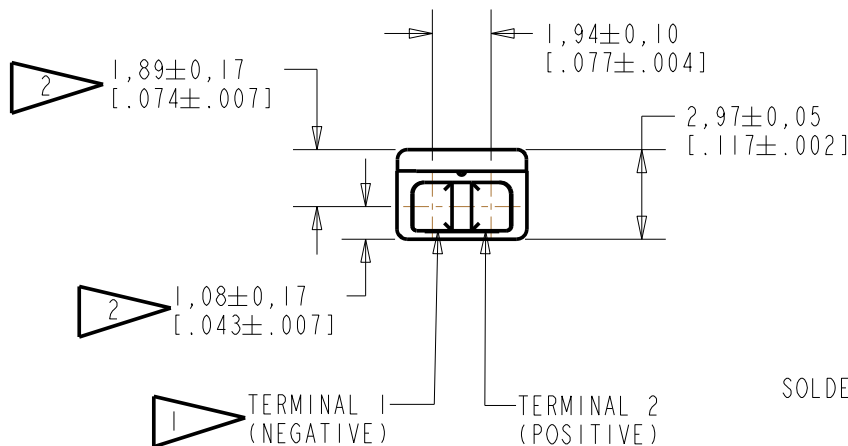 1,94±0,10
[.077±.004]
2
1,89±0,17
[.074±.007]
2,97±0,05
[.117±.002]
2
1,08±0,17
[.043±.007]
SOLDE
1
TERMINAL 1
(NEGATIVE)
TERMINAL 2
(POSITIVE)